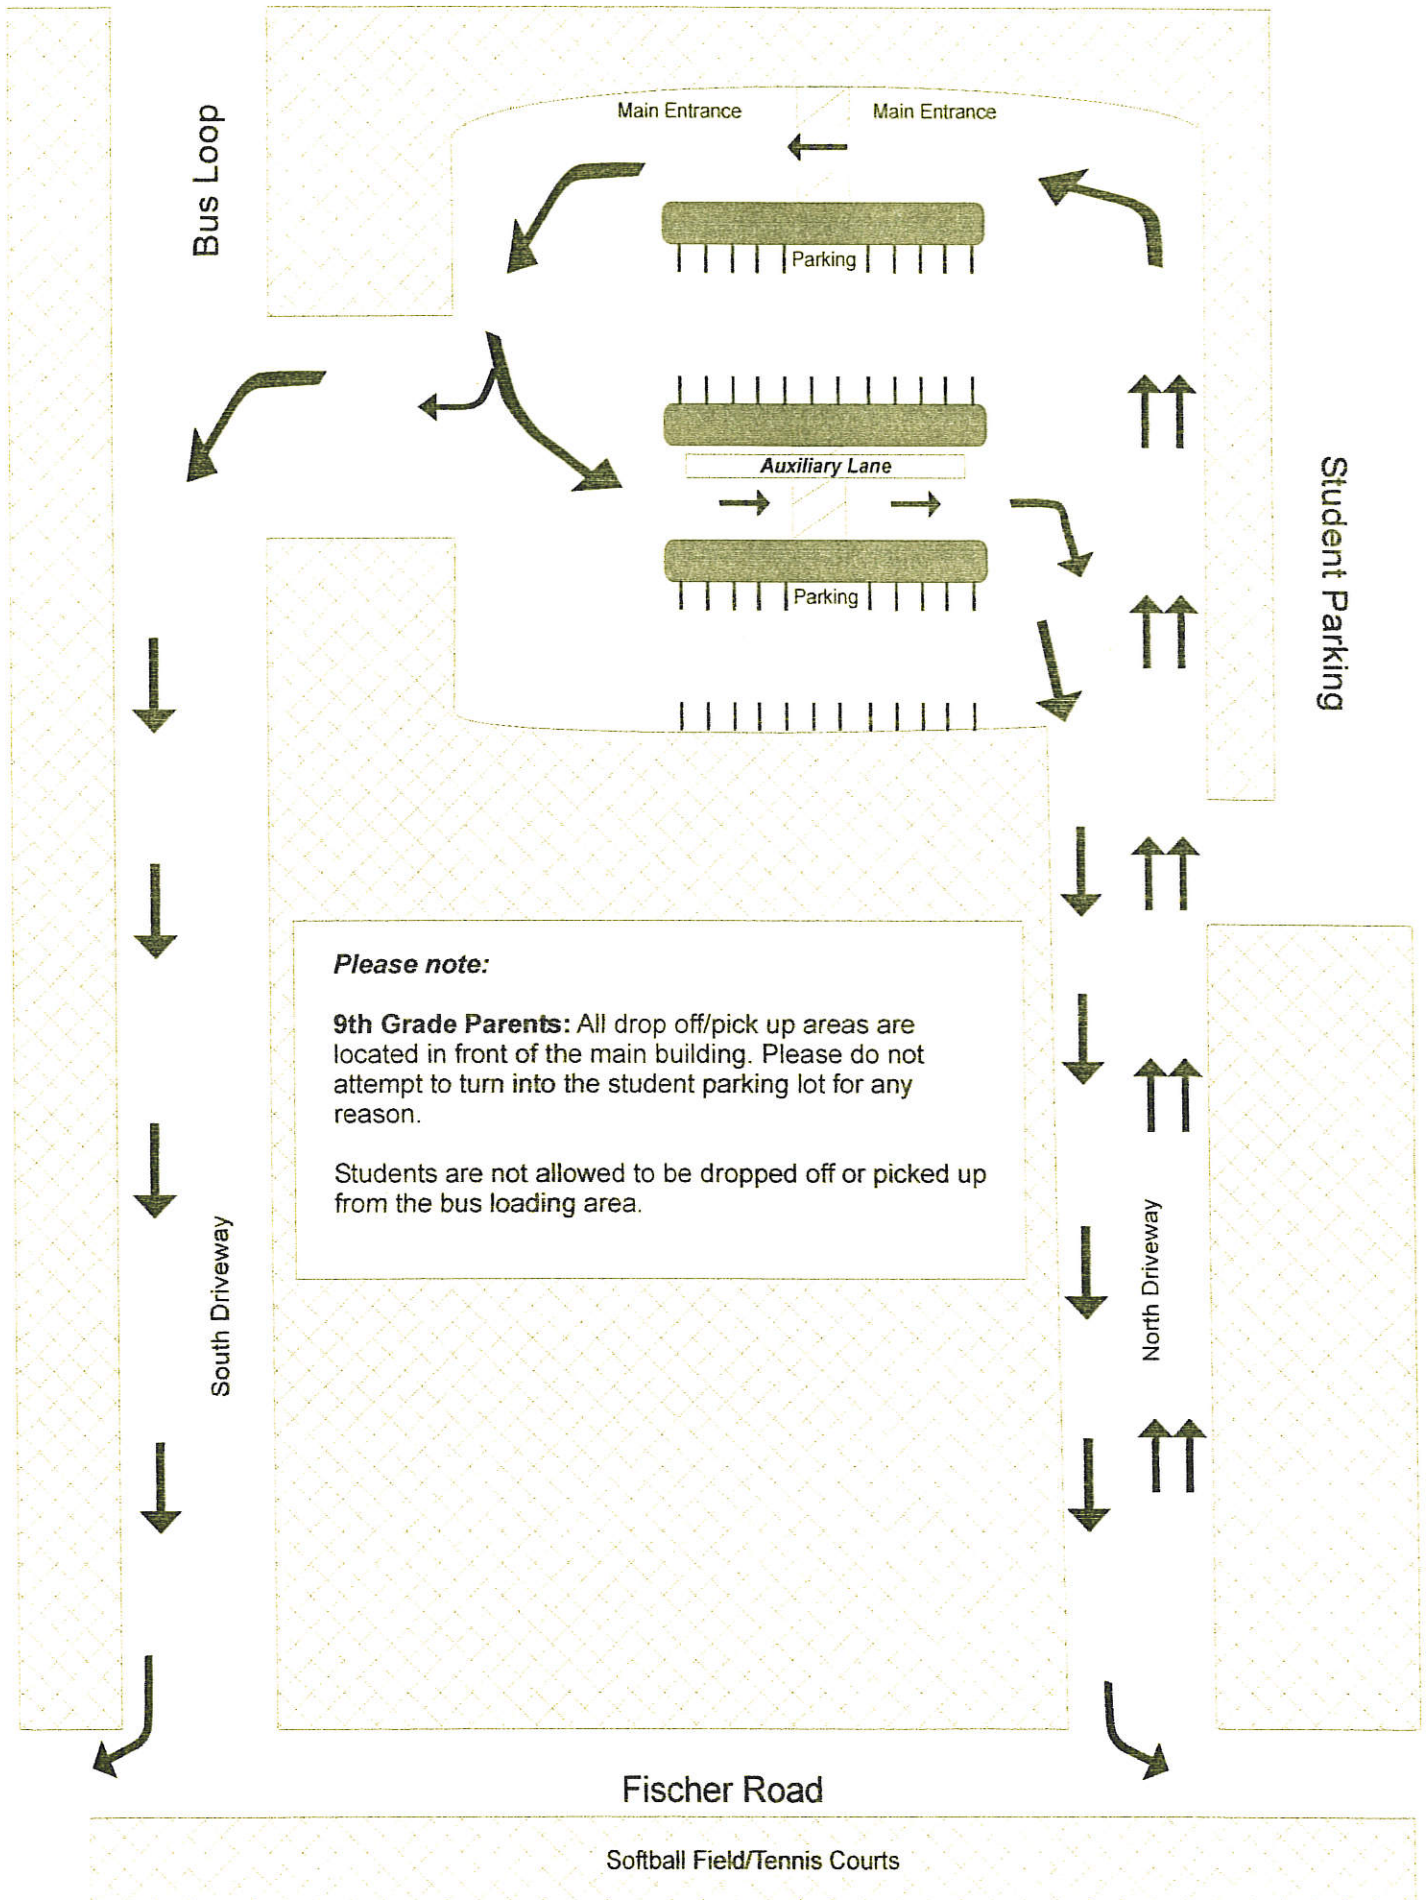 Main Entrance
Main Entrance
Bus Loop
Parking
Auxiliary Lane
Student Parking
Parking
Please note:
9th Grade Parents: All drop off/pick up areas are
located in front of the main building. Please do not
attempt to turn into the student parking lot for any
reason.
Students are not allowed to be dropped off or picked up
from the bus loading area.
South Driveway
North Driveway
Fischer Road
Softball Field/Tennis Courts